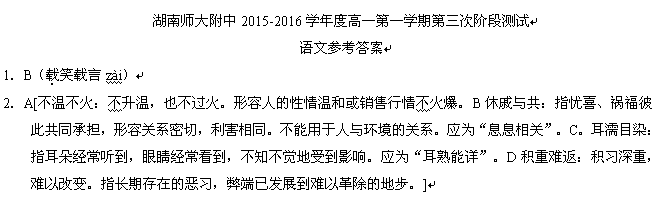 湖南师大附中 2015-2016 学年度高一第一学期第三次阶段测试
语文参考答案
1．B（载笑载言 zài）
2．A[不温不火：不升温，也不过火。形容人的性情温和或销售行情不火爆。B 休戚与共：指忧喜、祸福彼
此共同承担，形容关系密切，利害相同。不能用于人与环境的关系。应为“息息相关”。C。耳濡目染：
指耳朵经常听到，眼睛经常看到，不知不觉地受到影响。应为“耳熟能详”。D 积重难返：积习深重，
难以改变。指长期存在的恶习，弊端已发展到难以革除的地步。]